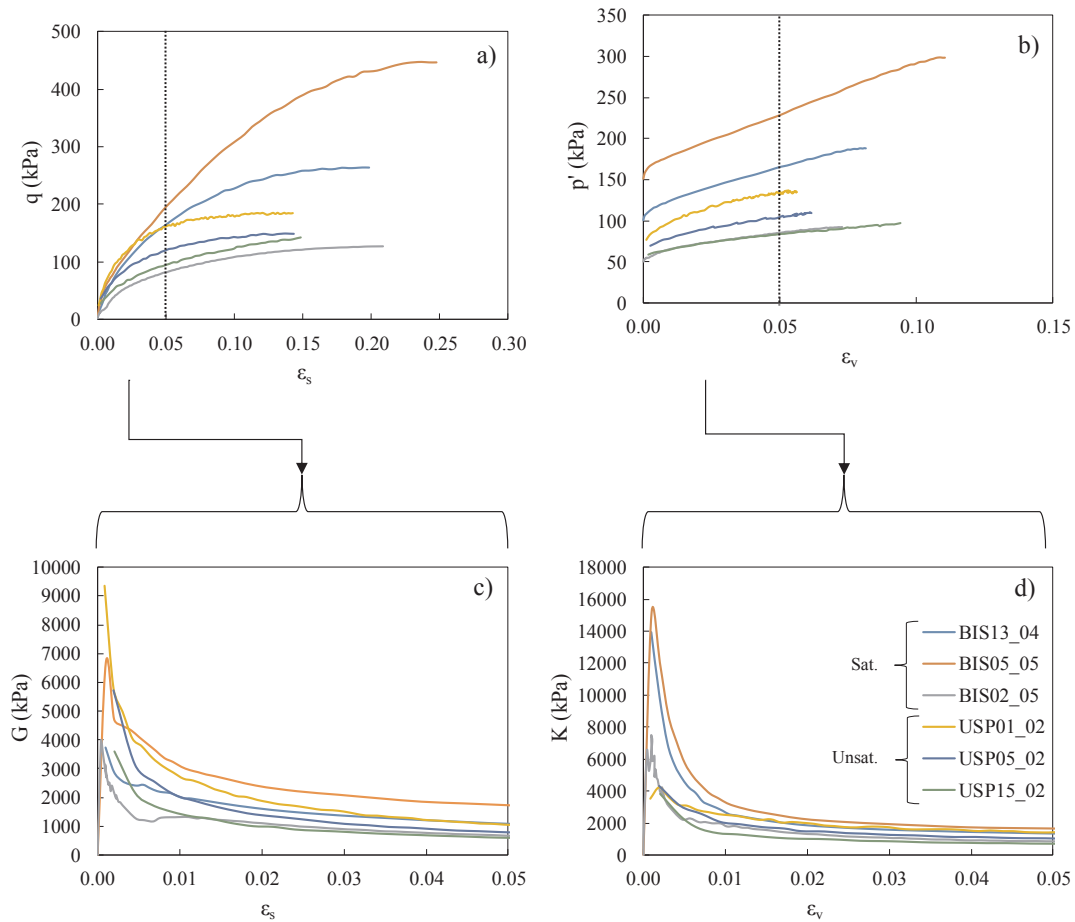 a)
500
450
400
350
300
250
200
150
100
50
0
q (kPa)
0.00 0.05 0.10 0.15 0.20 0.25 0.30
εs
b)
350
300
250
200
150
100
50
0
p' (kPa)
0.00 0.05 0.10 0.15
εv
c)
10000
9000
8000
7000
6000
5000
4000
3000
2000
1000
0
G (kPa)
0.00 0.01 0.02 0.03 0.04 0.05
εs
d)
18000
16000
14000
12000
10000
8000
6000
4000
2000
0
K (kPa)
0.00 0.01 0.02 0.03 0.04 0.05
εv
Sat.
BIS13_04
BIS05_05
BIS02_05
Unsat.
USP01_02
USP05_02
USP15_02